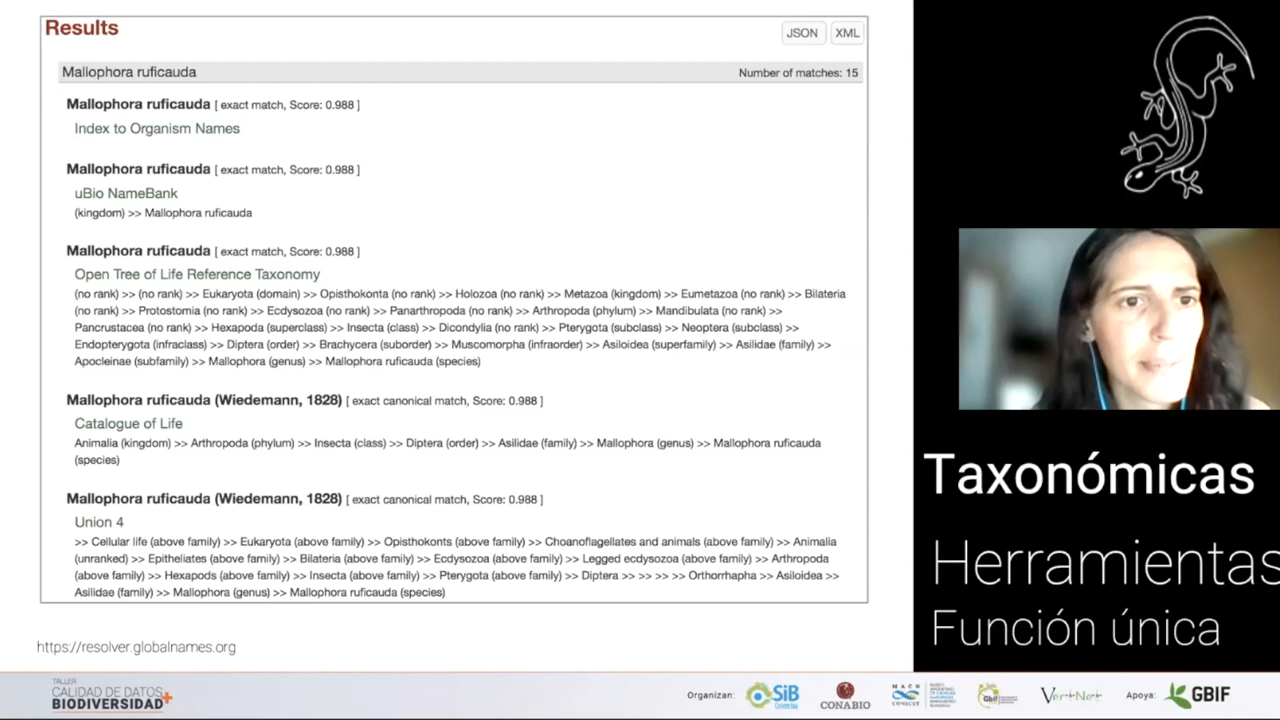 Results
JSON
XML
Mallophora ruficauda
Number of matches: 15
Mallophora ruficauda [ exact match, Score: 0.988 ]
Index to Organism Names
Mallophora ruficauda [ exact match, Score: 0.988 ]
uBio NameBank
(kingdom) >> Mallophora ruficauda
Mallophora ruficauda [ exact match, Score: 0.988 ]
Open Tree of Life Reference Taxonomy
(no rank) >> (no rank) >> Eukaryota (domain) >> Opisthokonta (no rank) >> Holozoa (no rank) >> Metazoa (kingdom) >> Eumetazoa (no rank) >> Bilateria
(no rank) >> Protostomia (no rank) >> Ecdysozoa (no rank) >> Panarthropoda (no rank) >> Arthropoda (phylum) >> Mandibulata (no rank) >>
Pancrustacea (no rank) >> Hexapoda (superclass) >> Insecta (class) >> Dicondylia (no rank) >> Pterygota (subclass) >> Neoptera (subclass) >>
Endopterygota (infraclass) >> Diptera (order) >> Brachycera (suborder) >> Muscomorpha (infraorder) >> Asiloidea (superfamily) >> Asilidae (family) >>
Apocleinae (subfamily) >> Mallophora (genus) >> Mallophora ruficauda (species)
Mallophora ruficauda (Wiedemann, 1828) [ exact canonical match, Score: 0.988 ]
Catalogue of Life
Animalia (kingdom) >> Arthropoda (phylum) >> Insecta (class) >> Diptera (order) >> Asilidae (family) >> Mallophora (genus) >> Mallophora ruficauda
(species)
Mallophora ruficauda (Wiedemann, 1828) [ exact canonical match, Score: 0.988 ]
Union 4
>> Cellular life (above family) >> Eukaryota (above family) >> Opisthokonts (above family) >> Choanoflagellates and animals (above family) >> Animalia
(unranked) >> Epitheliates (above family) >> Bilateria (above family) >> Ecdysozoa (above family) >> Legged ecdysozoa (above family) >> Arthropoda
(above family) >> Hexapods (above family) >> Insecta (above family) >> Pterygota (above family) >> Diptera >> >> >> >> Orthorrhapha >> Asiloidea >>
Asilidae (family) >> Mallophora (genus) >> Mallophora ruficauda (species)
https://resolver.globalnames.org
Taxonómicas
Herramientas
Función única
TALLER
CALIDAD DE DATOS
BIODIVERSIDAD+
Organizan:
SiB
Colombia
CONABIO
MACN
CONICET
Gbif
VertNet
Apoya:
GBIF